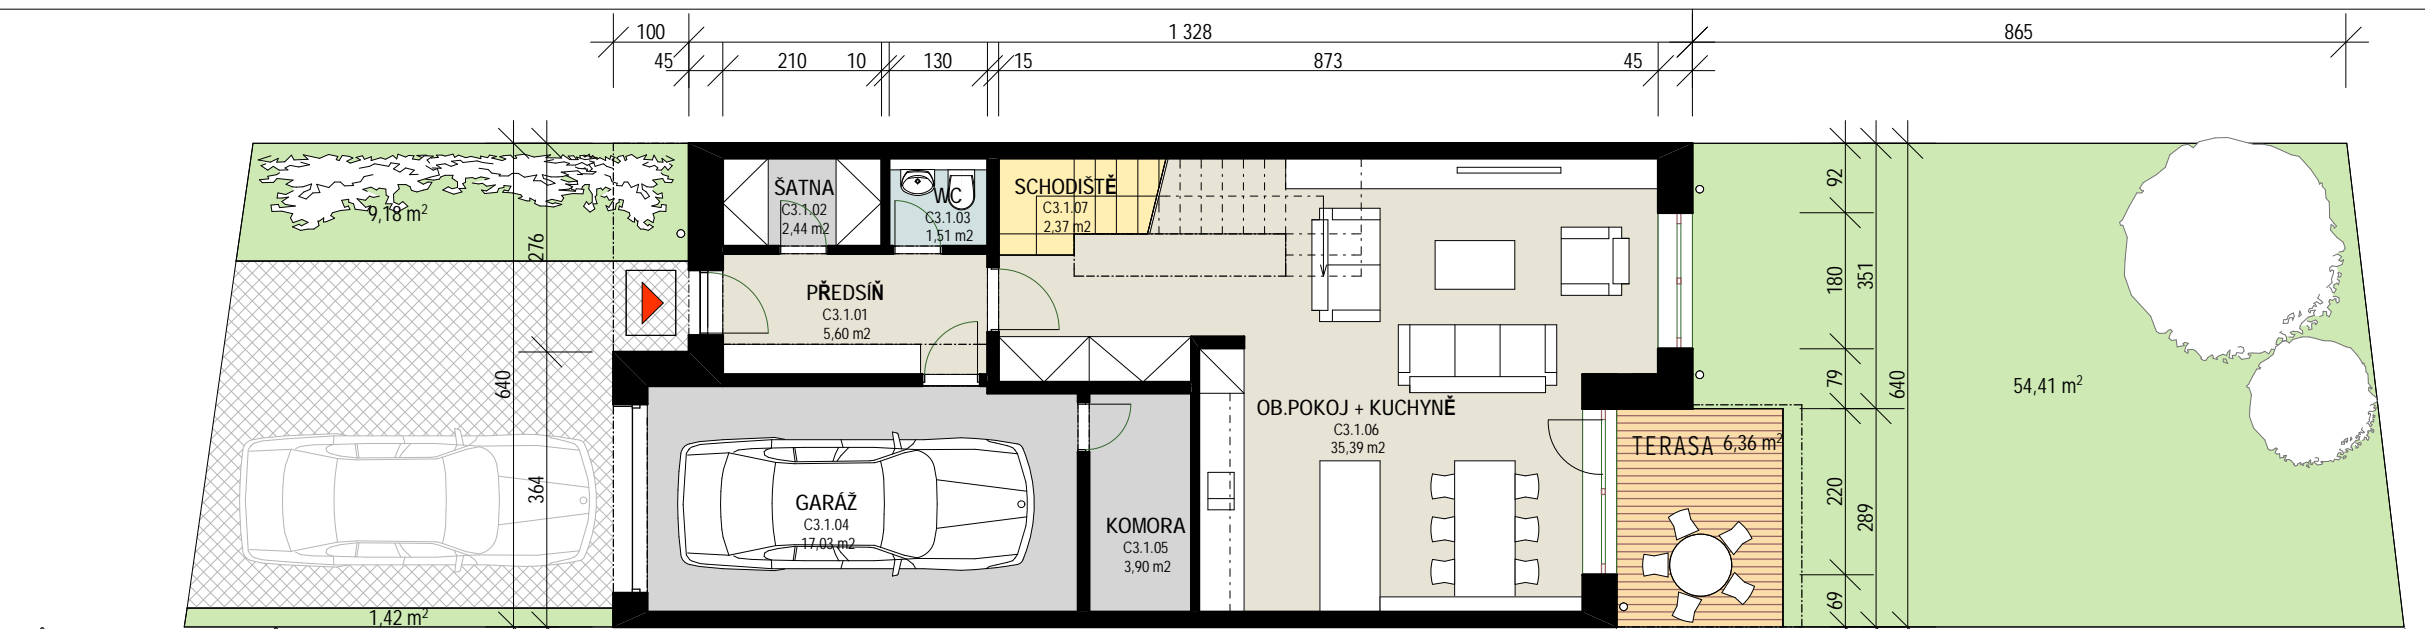 100
1 328
865
45
210
10
130
15
873
45
9,18 m²
276
640
364
1,42 m²
ŠATNA
C3.1.02
2,44 m2
WC
C3.1.03
1,51 m2
SCHODIŠTĚ
C3.1.07
2,37 m2
PŘEDSÍŇ
C3.1.01
5,60 m2
GARÁŽ
C3.1.04
17,03 m2
KOMORA
C3.1.05
3,90 m2
OB.POKOJ + KUCHYNĚ
C3.1.06
35,39 m2
TERASA 6,36 m²
92
180
351
79
640
220
289
69
54,41 m²